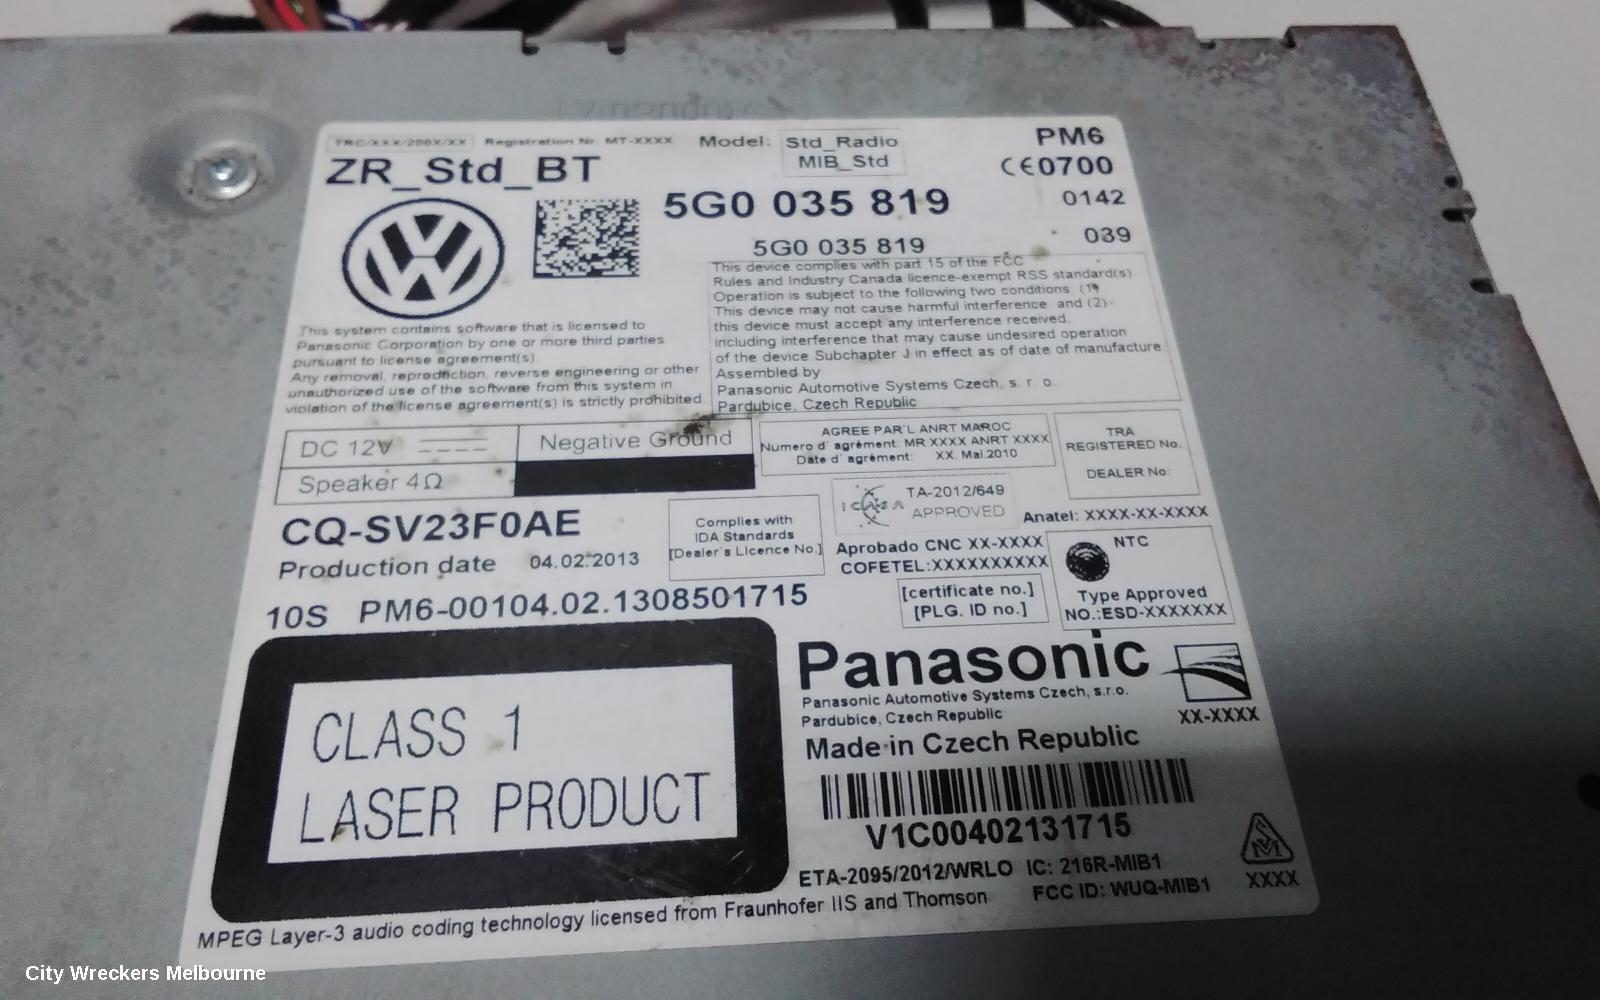 TRC/XXX/200X/XX Registration Nr. MT-XXXX Model: Std_Radio
MIB_Std
PM6
ZR_Std_BT
CE0700
5G0 035 819
0142
5G0 035 819
039
This device complies with part 15 of the FCC
Rules and Industry Canada licence-exempt RSS standard(s)
Operation is subject to the following two conditions (1)
This device may not cause harmful interference and (2)
this device must accept any interference received,
including interference that may cause undesired operation
of the device Subchapter J in effect as of date of manufacture
Assembled by
Panasonic Automotive Systems Czech, s. r. o.
Pardubice, Czech Republic
This system contains software that is licensed to
Panasonic Corporation by one or more third parties
pursuant to license agreement(s)
Any removal, reproduction, reverse engineering or other
unauthorized use of the software from this system in
violation of the license agreement(s) is strictly prohibited
DC 12V
Negative Ground
Speaker 4Ω
AGREE PAR'L ANRT MAROC
Numero d' agrément: MR XXXX ANRT XXXX
Date d' agrément: XX. Mai.2010
TRA
REGISTERED No.
DEALER No:
CQ-SV23F0AE
Production date 04.02.2013
Complies with
IDA Standards
[Dealer's Licence No.]
ICASA
TA-2012/649
APPROVED
Anatel: XXXX-XX-XXXX
Aprobado CNC XX-XXXX
COFETEL:XXXXXXXXXX
NTC
Type Approved
NO.:ESD-XXXXXXX
[certificate no.]
[PLG. ID no.]
10S PM6-00104.02.1308501715
CLASS 1
LASER PRODUCT
Panasonic
Panasonic Automotive Systems Czech, s.r.o.
Pardubice, Czech Republic
XX-XXXX
Made in Czech Republic
V1C00402131715
ETA-2095/2012/WRLO IC: 216R-MIB1
FCC ID: WUQ-MIB1
XXXX
MPEG Layer-3 audio coding technology licensed from Fraunhofer IIS and Thomson
City Wreckers Melbourne